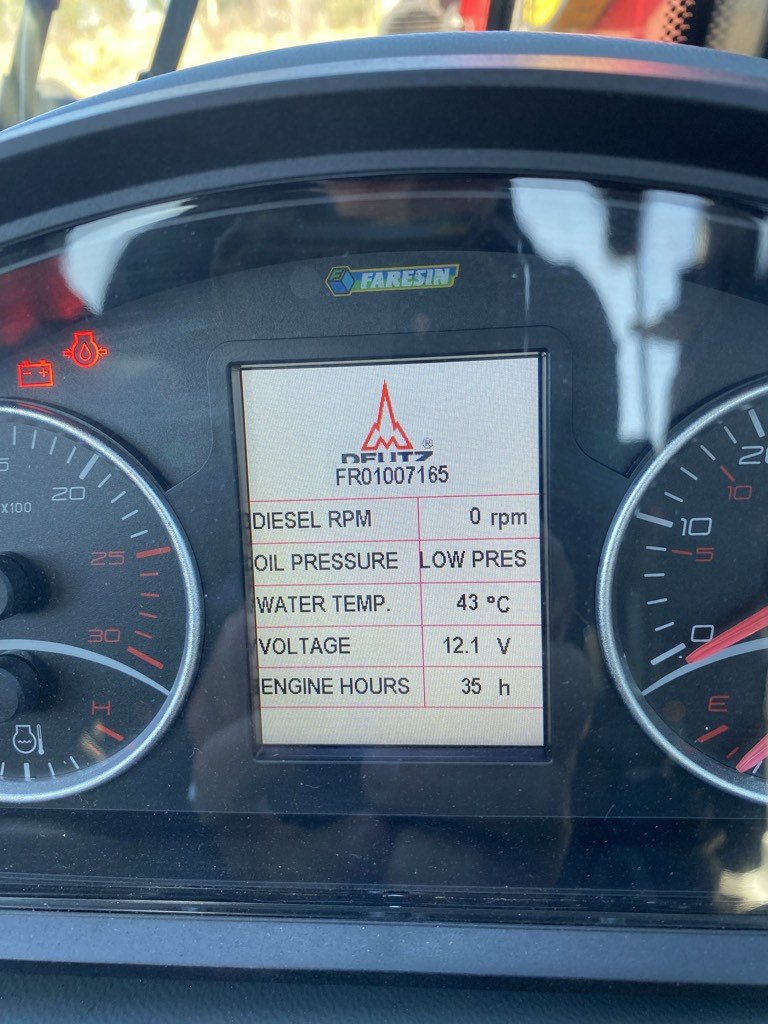 FARESIN
DEUTZ ®
FR01007165
DIESEL RPM 0 rpm
OIL PRESSURE LOW PRES
WATER TEMP. 43 °C
VOLTAGE 12.1 V
ENGINE HOURS 35 h
20
X100
25
30
H
20
10
10
5
0
E